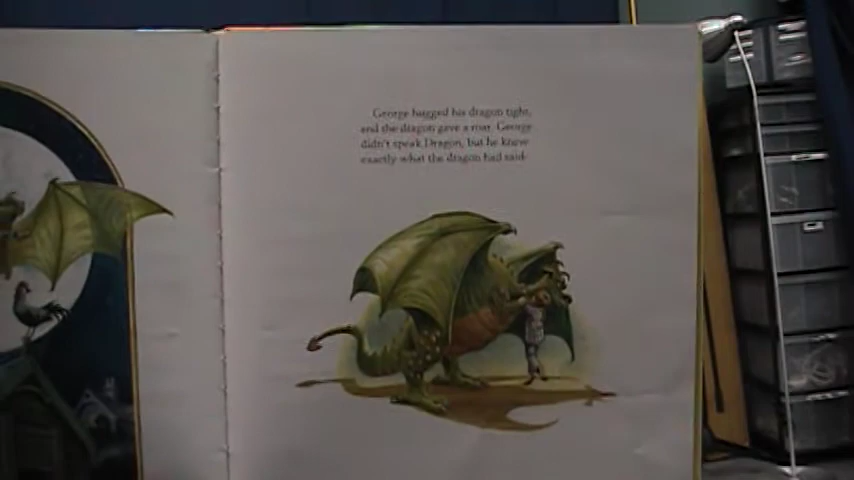 George hugged his dragon tight,
and the dragon gave a roar. George
didn't speak Dragon, but he knew
exactly what the dragon had said.